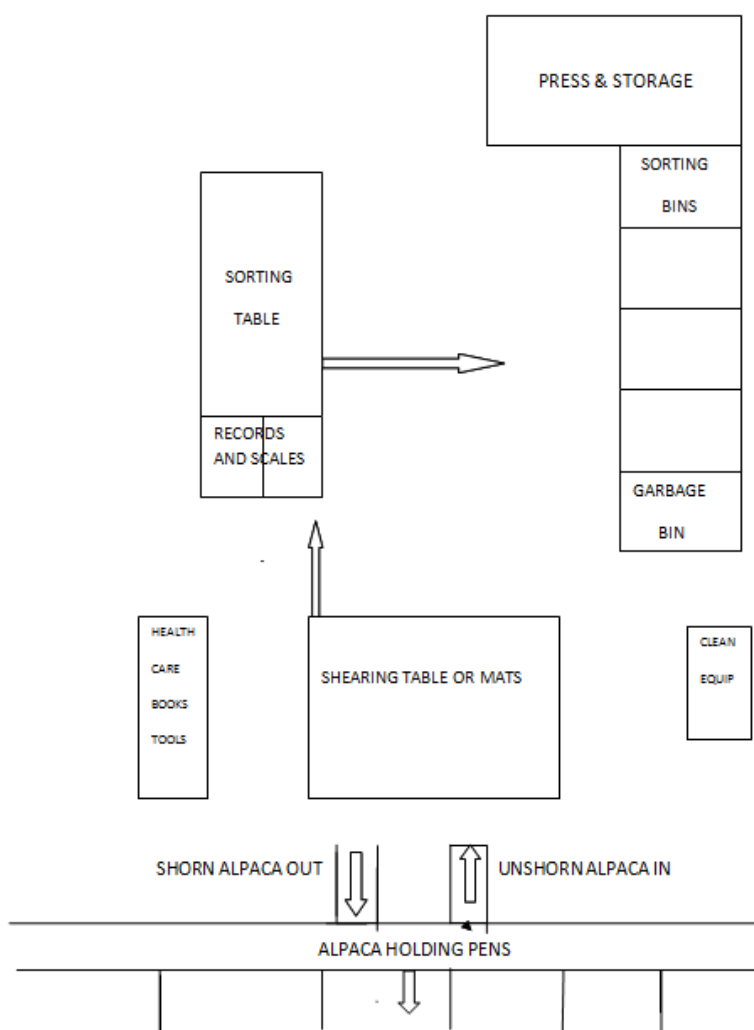 PRESS & STORAGE
SORTING
BINS
SORTING
TABLE
RECORDS
AND SCALES
GARBAGE
BIN
HEALTH
CARE
BOOKS
TOOLS
SHEARING TABLE OR MATS
CLEAN
EQUIP
SHORN ALPACA OUT
UNSHORN ALPACA IN
ALPACA HOLDING PENS